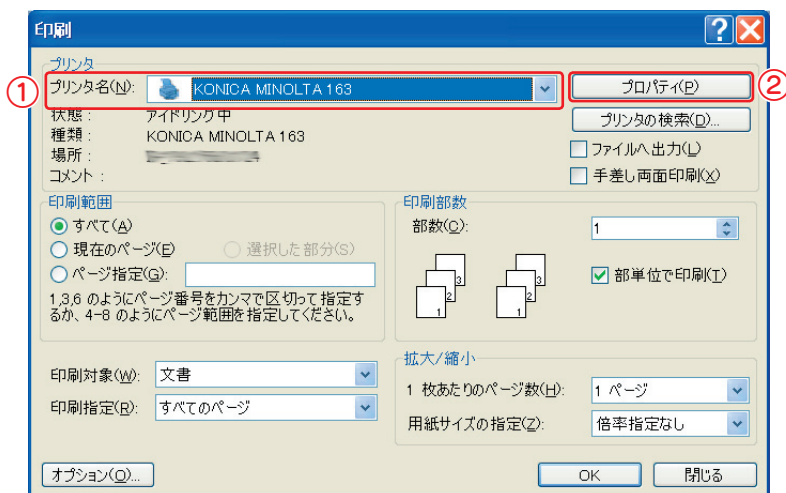 印刷
プリンタ
① プリンタ名(N): KONICA MINOLTA 163 プロパティ(P) ②
状態 : アイドリング中 プリンタの検索(D)...
種類 : KONICA MINOLTA 163
場所 : ファイルへ出力(L)
コメント : 手差し両面印刷(X)
印刷範囲
すべて(A)
現在のページ(E) 選択した部分(S)
ページ指定(G):
1,3,6 のようにページ番号をカンマで区切って指定す
るか、4-8 のようにページ範囲を指定してください。
印刷部数
部数(C): 1
1 2 3 1 2 3 部単位で印刷(T)
印刷対象(W): 文書
印刷指定(R): すべてのページ
拡大/縮小
1 枚あたりのページ数(H): 1 ページ
用紙サイズの指定(Z): 倍率指定なし
オプション(O)... OK 閉じる